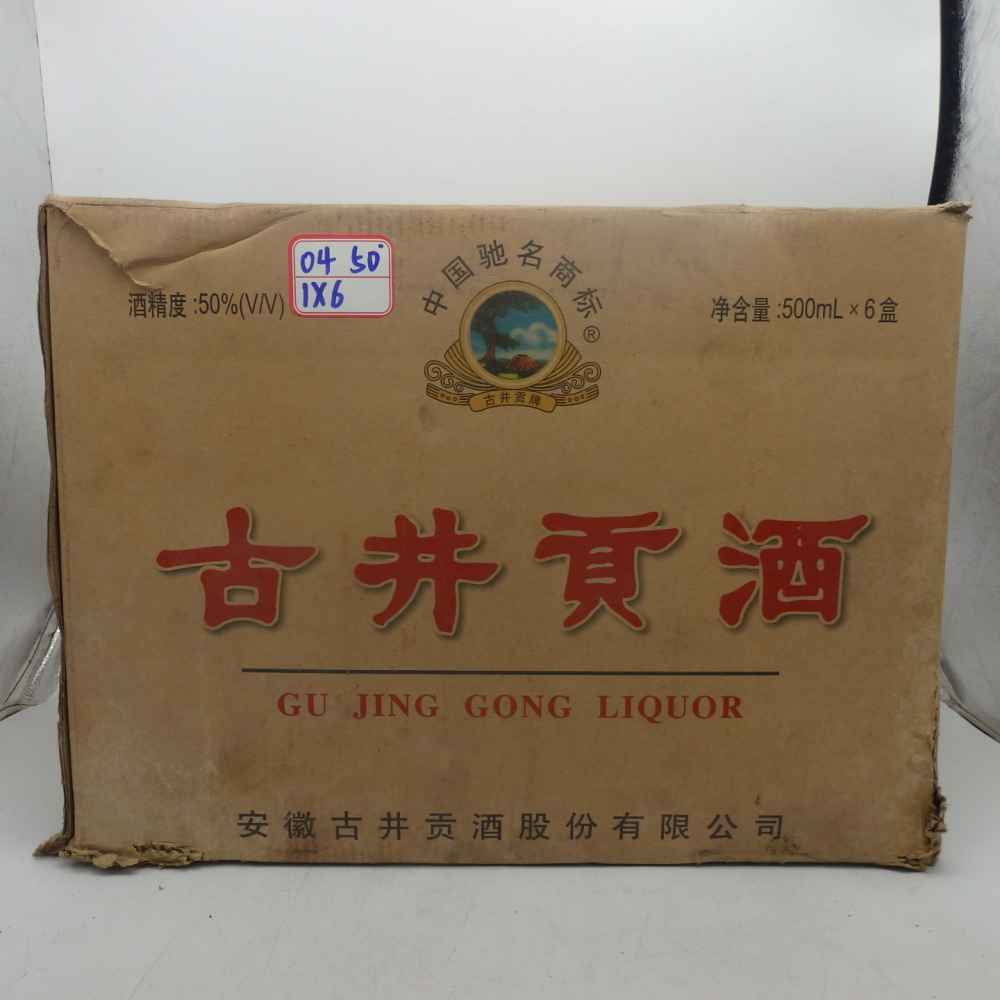 04 50°
1X6
酒精度:50%(V/V)
中国驰名商标®
古井贡牌
净含量:500mL×6盒
古井贡酒
GU JING GONG LIQUOR
安徽古井贡酒股份有限公司